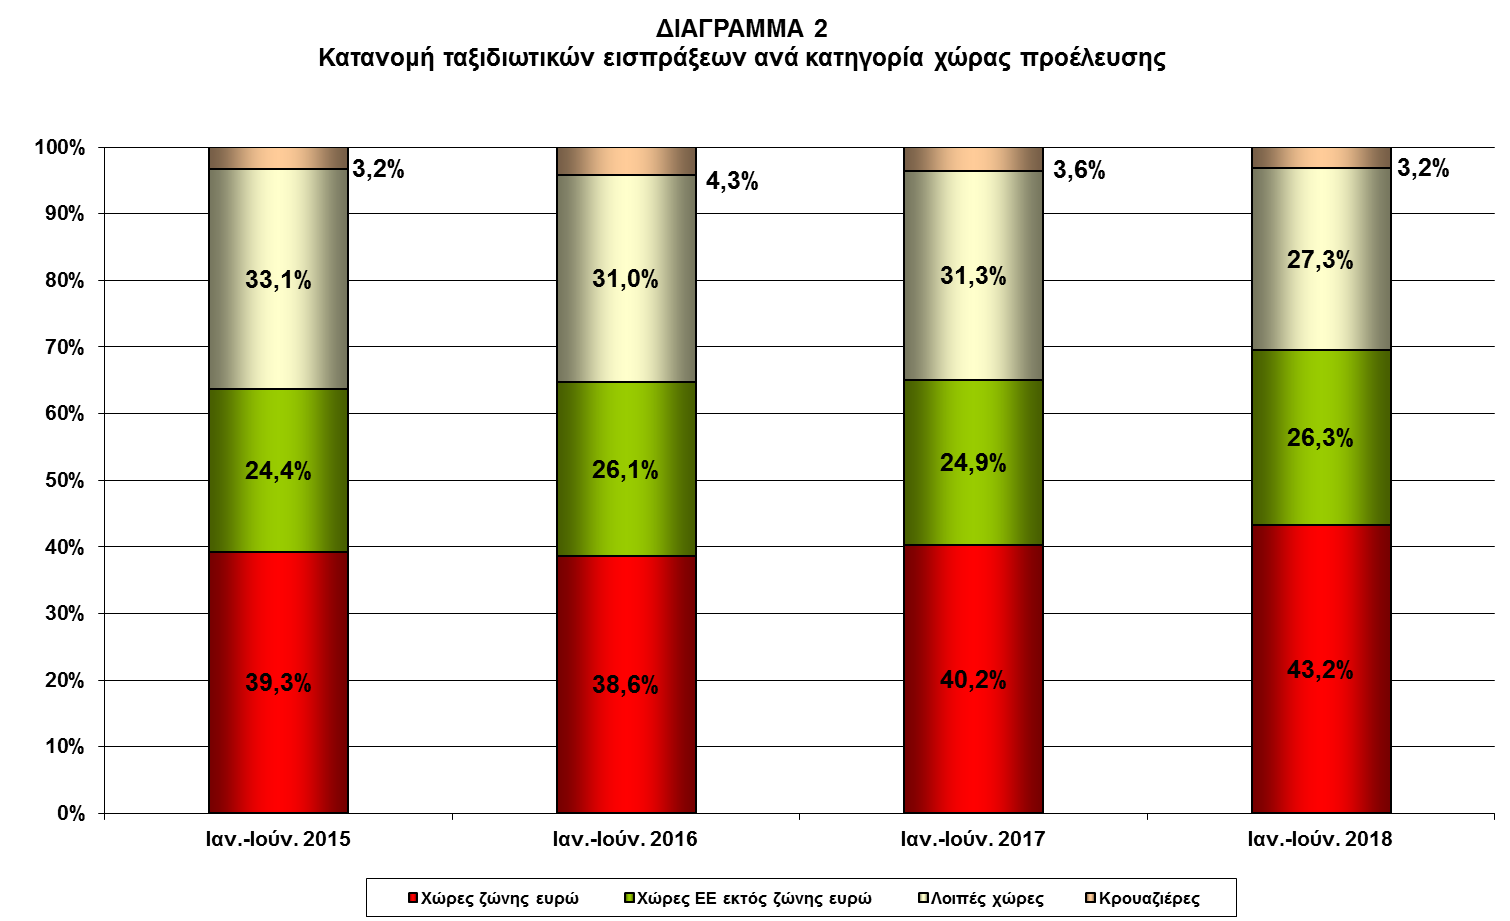 ΔΙΑΓΡΑΜΜΑ 2
Κατανομή ταξιδιωτικών εισπράξεων ανά κατηγορία χώρας προέλευσης
100%
90%
80%
70%
60%
50%
40%
30%
20%
10%
0%
3,2%
4,3%
3,6%
3,2%
33,1%
31,0%
31,3%
27,3%
24,4%
26,1%
24,9%
26,3%
39,3%
38,6%
40,2%
43,2%
Ιαν.-Ιούν. 2015
Ιαν.-Ιούν. 2016
Ιαν.-Ιούν. 2017
Ιαν.-Ιούν. 2018
Χώρες ζώνης ευρώ
Χώρες ΕΕ εκτός ζώνης ευρώ
Λοιπές χώρες
Κρουαζιέρες